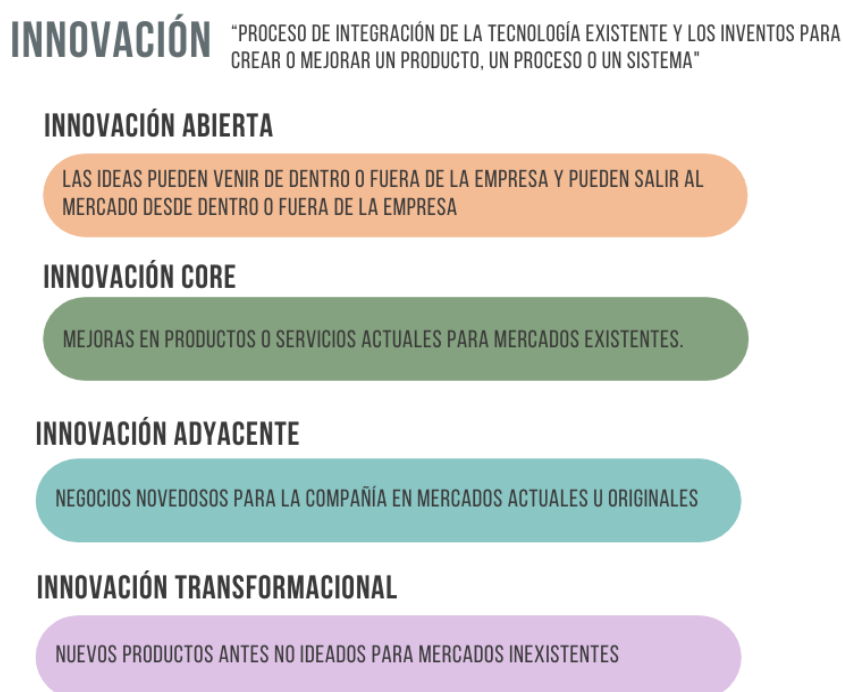 INNOVACIÓN
“PROCESO DE INTEGRACIÓN DE LA TECNOLOGÍA EXISTENTE Y LOS INVENTOS PARA
CREAR O MEJORAR UN PRODUCTO, UN PROCESO O UN SISTEMA"
INNOVACIÓN ABIERTA
LAS IDEAS PUEDEN VENIR DE DENTRO O FUERA DE LA EMPRESA Y PUEDEN SALIR AL
MERCADO DESDE DENTRO O FUERA DE LA EMPRESA
INNOVACIÓN CORE
MEJORAS EN PRODUCTOS O SERVICIOS ACTUALES PARA MERCADOS EXISTENTES.
INNOVACIÓN ADYACENTE
NEGOCIOS NOVEDOSOS PARA LA COMPAÑÍA EN MERCADOS ACTUALES U ORIGINALES
INNOVACIÓN TRANSFORMACIONAL
NUEVOS PRODUCTOS ANTES NO IDEADOS PARA MERCADOS INEXISTENTES